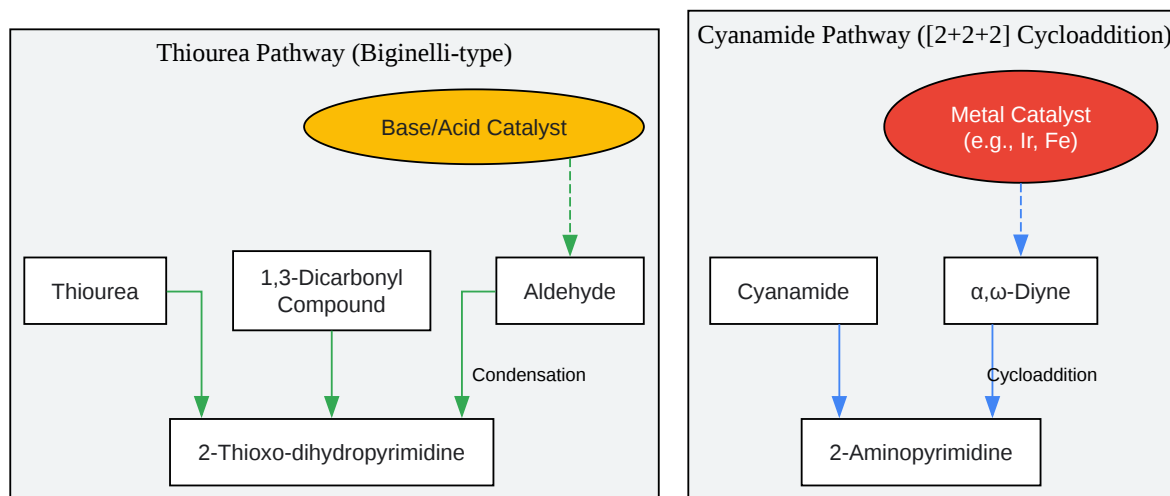 Thiourea Pathway (Biginelli-type)
Base/Acid Catalyst
Thiourea
1,3-Dicarbonyl
Compound
Aldehyde
Condensation
2-Thioxo-dihydropyrimidine
Cyanamide Pathway ([2+2+2] Cycloaddition)
Metal Catalyst
(e.g., Ir, Fe)
Cyanamide
α,ω-Diyne
Cycloaddition
2-Aminopyrimidine